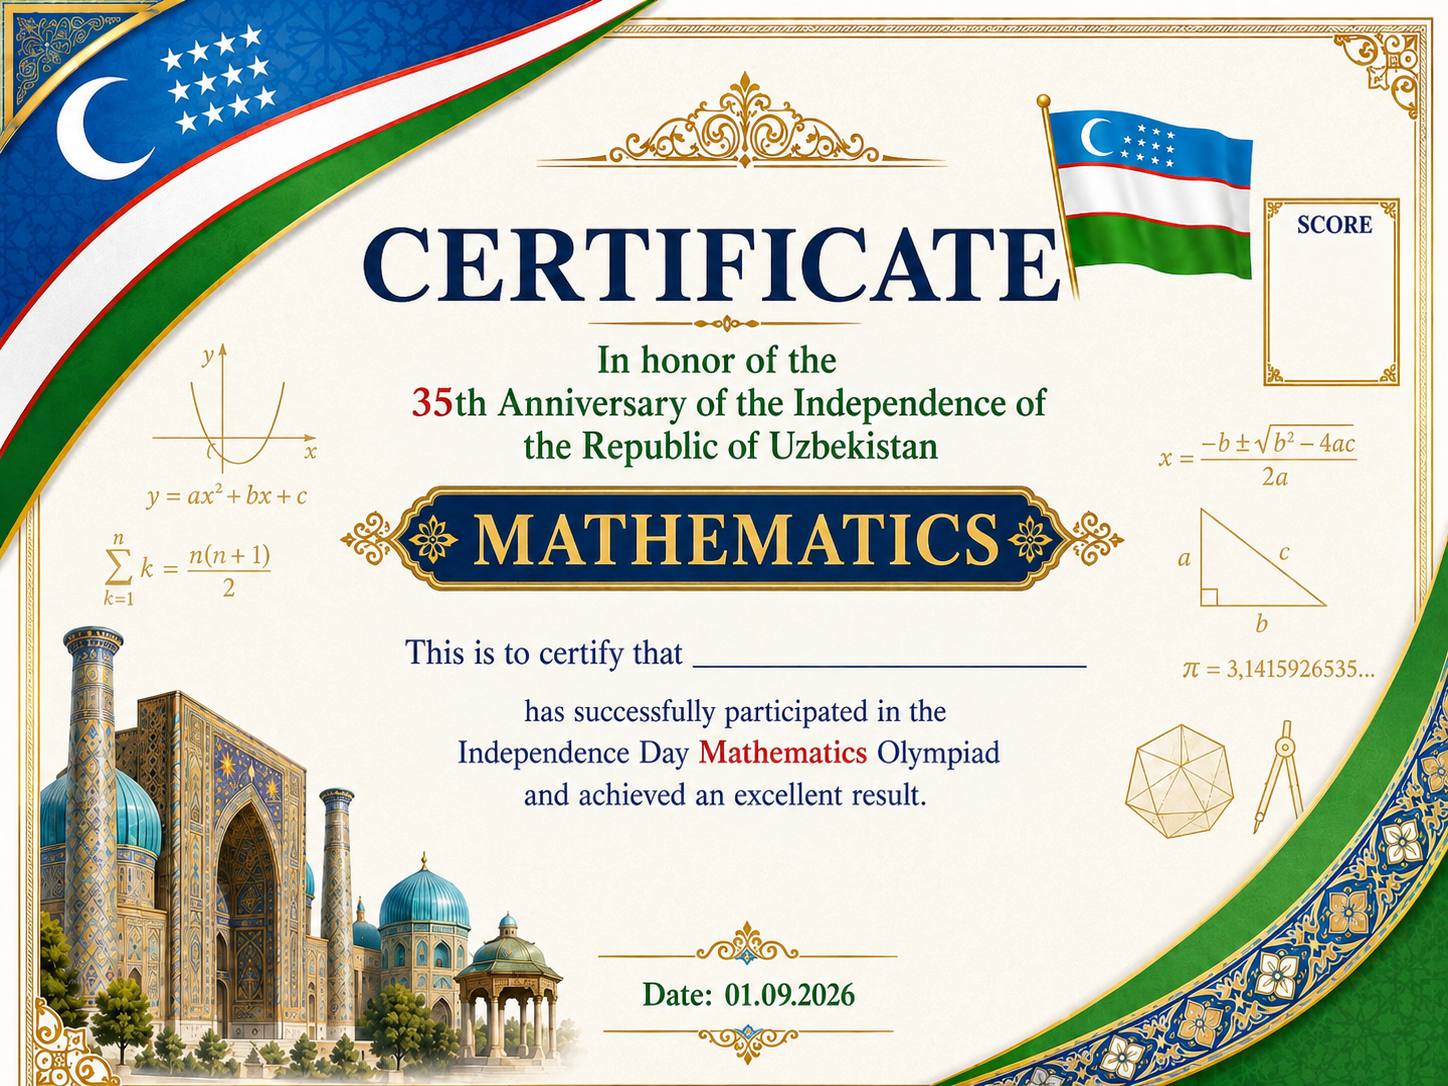 CERTIFICATE
SCORE
In honor of the
35th Anniversary of the Independence of
the Republic of Uzbekistan
y
x
y = ax² + bx + c
x = −b ± √b² − 4ac / 2a
MATHEMATICS
n
∑ k = n(n + 1) / 2
k=1
a
c
b
This is to certify that ____________________
π = 3,1415926535...
has successfully participated in the
Independence Day Mathematics Olympiad
and achieved an excellent result.
Date: 01.09.2026